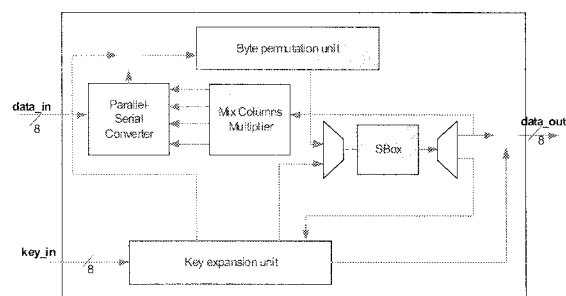 Byte permutation unit
data_in
8
Parallel-
Serial
Converter
Mix Columns
Multiplier
SBox
data_out
8
key_in
8
Key expansion unit